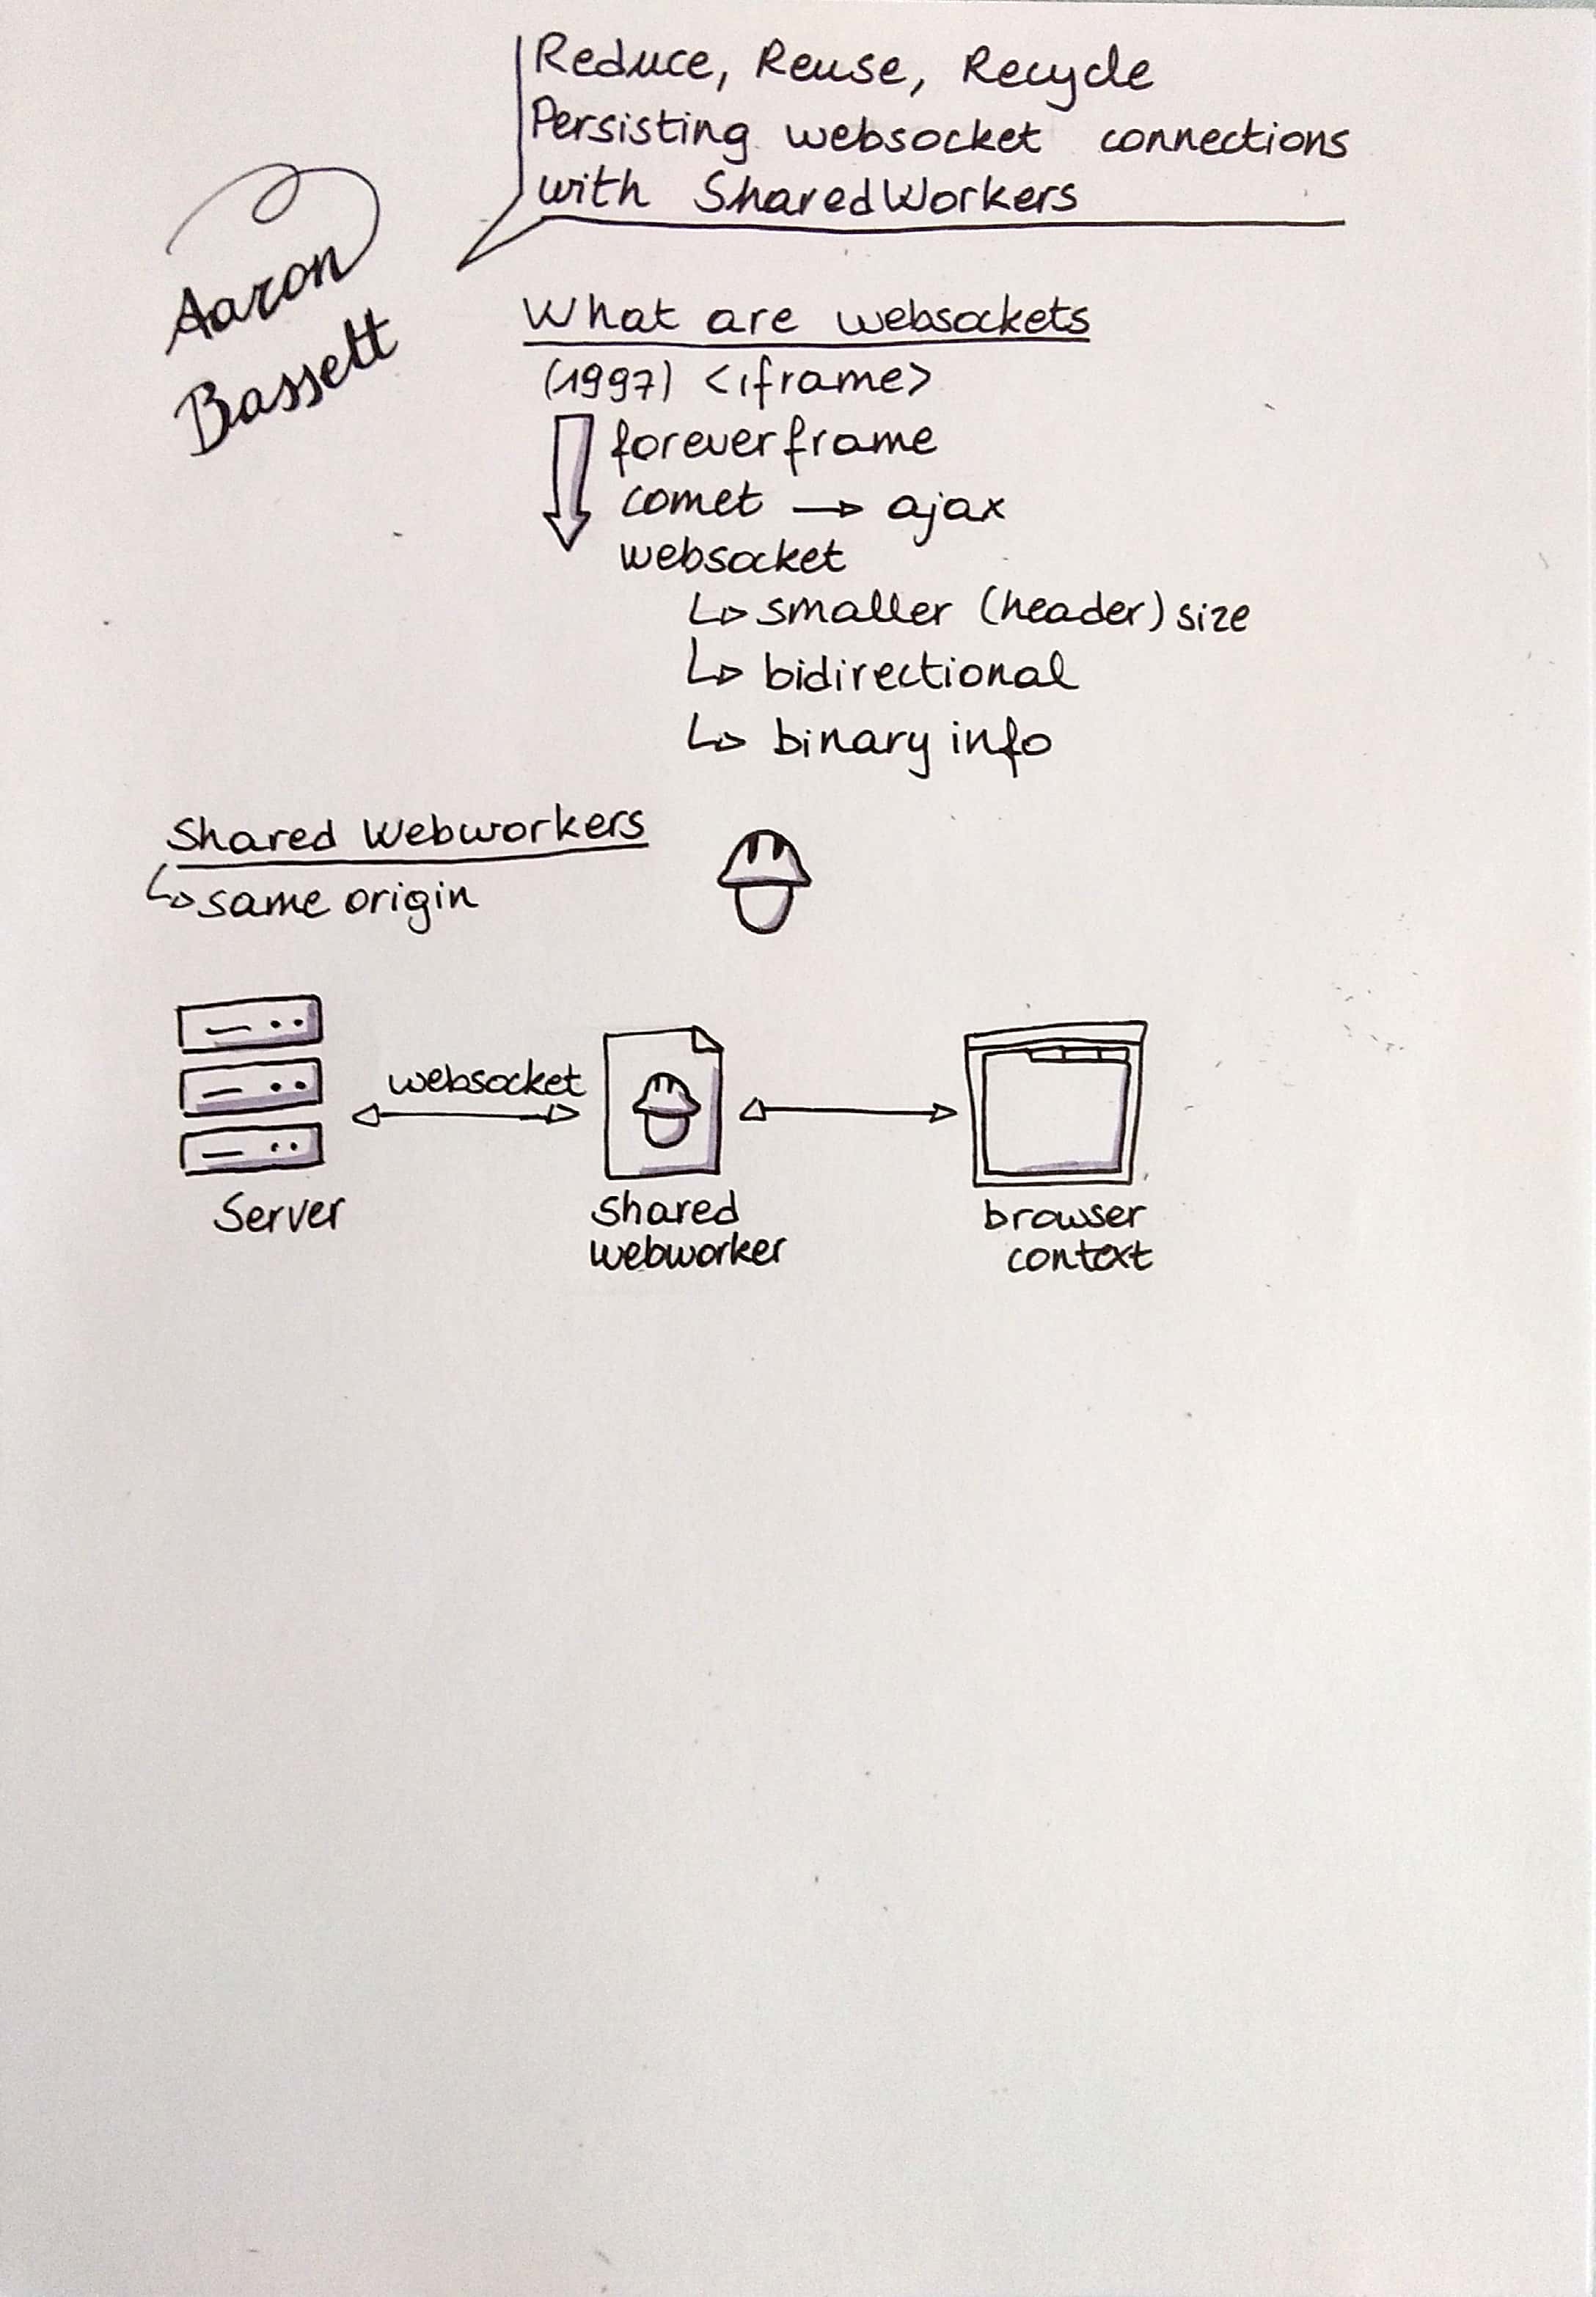 Reduce, Reuse, Recycle
Persisting websocket connections
with SharedWorkers
Aaron
Bassett
What are websockets
(1997) <iframe>
foreverframe
comet → ajax
websocket
↳ smaller (header) size
↳ bidirectional
↳ binary info
Shared Webworkers
↳ same origin
websocket
Server
shared
webworker
browser
context